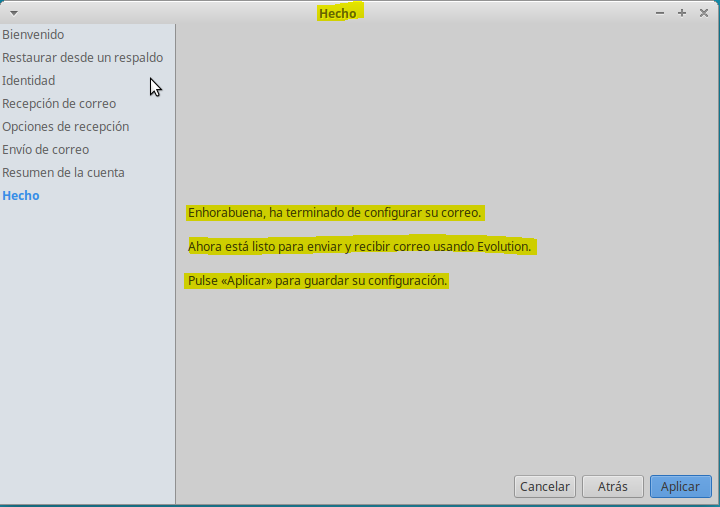 Hecho
Bienvenido
Restaurar desde un respaldo
Identidad
Recepción de correo
Opciones de recepción
Envío de correo
Resumen de la cuenta
Hecho
Enhorabuena, ha terminado de configurar su correo.
Ahora está listo para enviar y recibir correo usando Evolution.
Pulse «Aplicar» para guardar su configuración.
Cancelar Atrás Aplicar